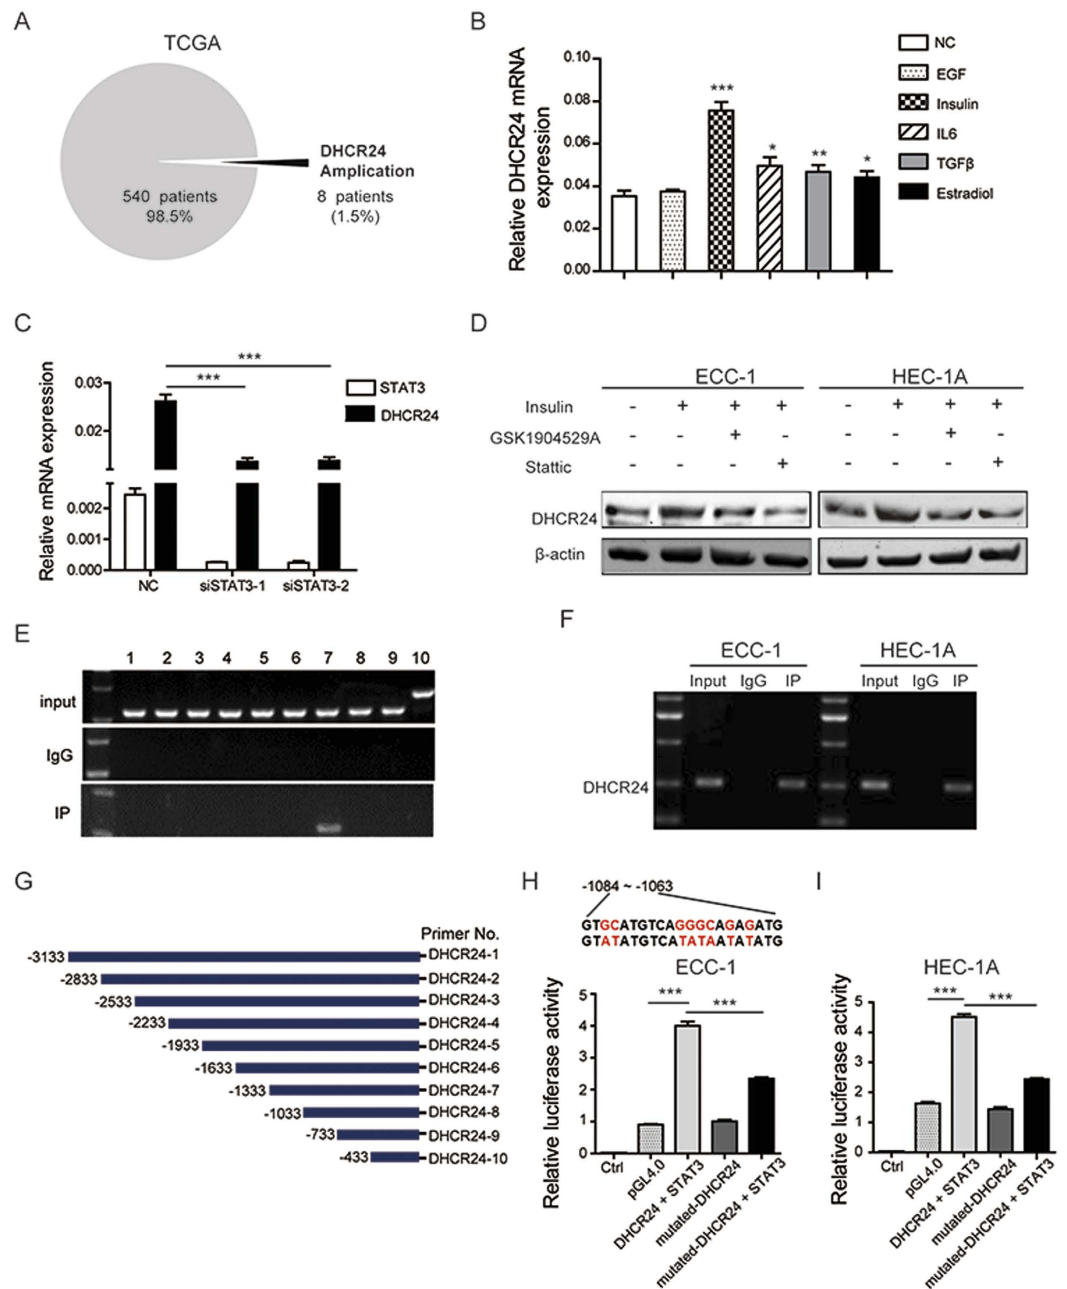 A
TCGA
540 patients
98.5%
DHCR24
Amplication
8 patients
(1.5%)
B
Relative DHCR24 mRNA
expression
0.10
0.08
0.06
0.04
0.02
0.00
***
*
**
*
NC
EGF
Insulin
IL6
TGFβ
Estradiol
C
Relative mRNA expression
0.03
0.02
0.002
0.001
0.000
***
***
STAT3
DHCR24
NC
siSTAT3-1
siSTAT3-2
D
ECC-1
HEC-1A
Insulin - + + + - + + +
GSK1904529A - - + - - - + -
Stattic - - - + - - - +
DHCR24
β-actin
E
1 2 3 4 5 6 7 8 9 10
input
IgG
IP
F
ECC-1
HEC-1A
Input IgG IP Input IgG IP
DHCR24
G
Primer No.
-3133 DHCR24-1
-2833 DHCR24-2
-2533 DHCR24-3
-2233 DHCR24-4
-1933 DHCR24-5
-1633 DHCR24-6
-1333 DHCR24-7
-1033 DHCR24-8
-733 DHCR24-9
-433 DHCR24-10
H
-1084 ~ -1063
GTGCATGTCAGGGCAGAGATG
GTATATGTCATATAATATATG
ECC-1
Relative luciferase activity
5
4
3
2
1
0
***
***
Ctrl
pGL4.0
DHCR24 + STAT3
mutated-DHCR24
mutated-DHCR24 + STAT3
I
HEC-1A
Relative luciferase activity
5
4
3
2
1
0
***
***
Ctrl
pGL4.0
DHCR24 + STAT3
mutated-DHCR24
mutated-DHCR24 + STAT3